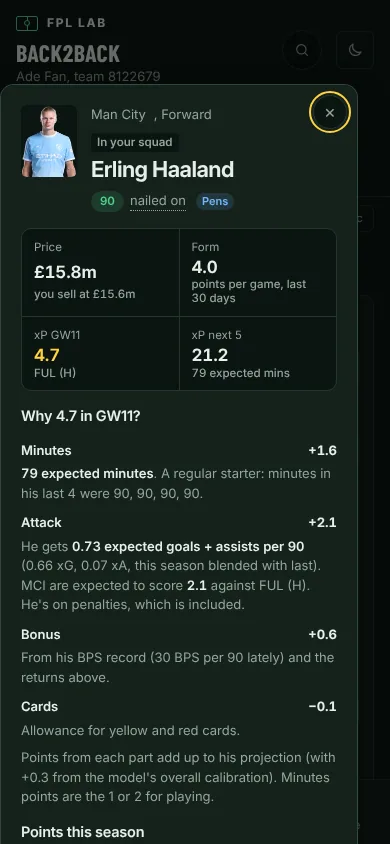 FPL LAB
BACK2BACK
Ade Fan, team 8122679
Man City , Forward
In your squad
Erling Haaland
90 nailed on Pens
Price
£15.8m
you sell at £15.6m
Form
4.0
points per game, last
30 days
xP GW11
4.7
FUL (H)
xP next 5
21.2
79 expected mins
Why 4.7 in GW11?
Minutes +1.6
79 expected minutes. A regular starter: minutes in
his last 4 were 90, 90, 90, 90.
Attack +2.1
He gets 0.73 expected goals + assists per 90
(0.66 xG, 0.07 xA, this season blended with last).
MCI are expected to score 2.1 against FUL (H).
He's on penalties, which is included.
Bonus +0.6
From his BPS record (30 BPS per 90 lately) and the
returns above.
Cards −0.1
Allowance for yellow and red cards.
Points from each part add up to his projection (with
+0.3 from the model's overall calibration). Minutes
points are the 1 or 2 for playing.
Points this season